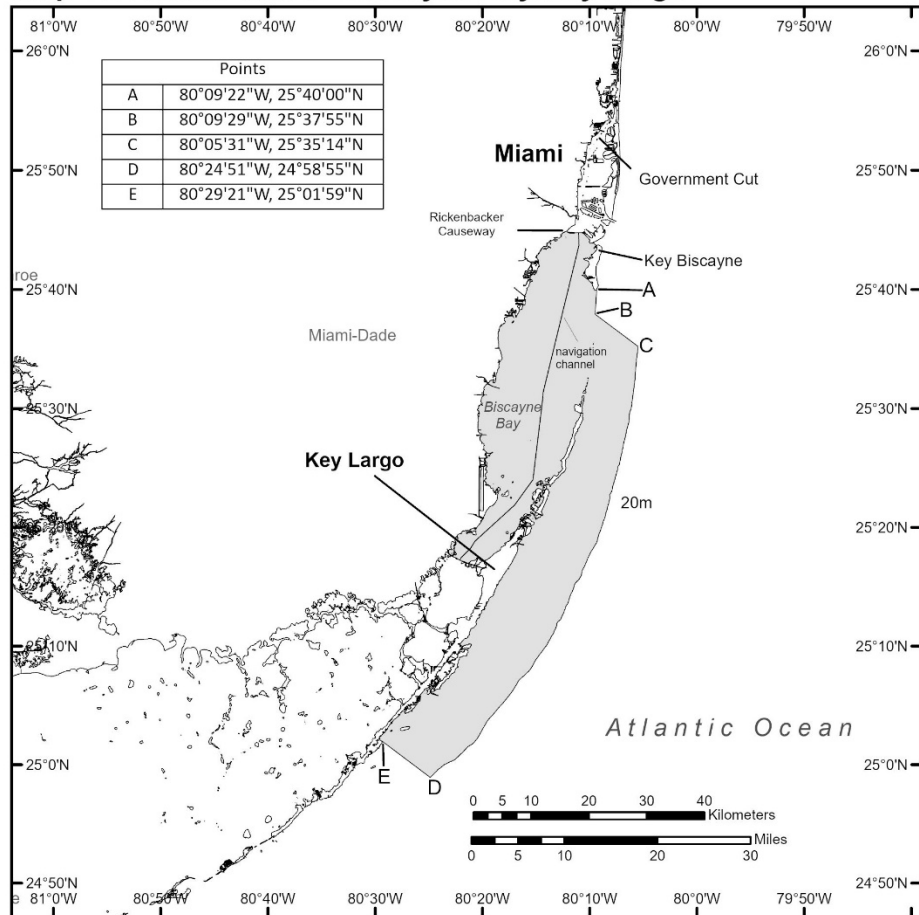 81°0'W 80°50'W 80°40'W 80°30'W 80°20'W 80°10'W 80°0'W 79°50'W
26°0'N 26°0'N
Points
A 80°09'22"W, 25°40'00"N
B 80°09'29"W, 25°37'55"N
C 80°05'31"W, 25°35'14"N
D 80°24'51"W, 24°58'55"N
E 80°29'21"W, 25°01'59"N
Miami
25°50'N 25°50'N
Government Cut
Rickenbacker
Causeway
Key Biscayne
roe
25°40'N 25°40'N
A
B
Miami-Dade
C
navigation
channel
25°30'N 25°30'N
Biscayne
Bay
Key Largo
20m
25°20'N 25°20'N
25°10'N 25°10'N
Atlantic Ocean
25°0'N 25°0'N
E
D
0 5 10 20 30 40
Kilometers
Miles
0 5 10 20 30
24°50'N 24°50'N
e 81°0'W 80°50'W 80°40'W 80°30'W 80°20'W 80°10'W 80°0'W 79°50'W